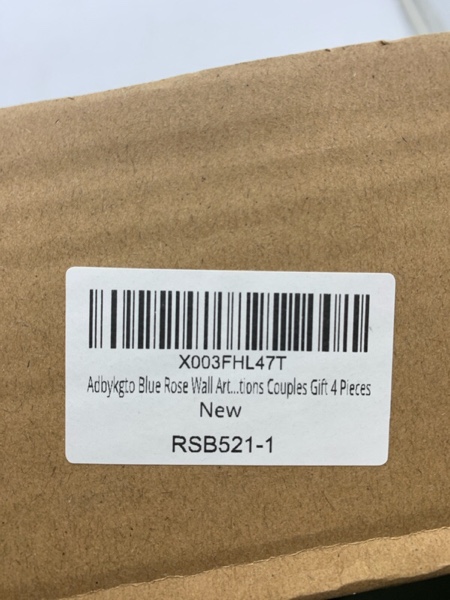 X003FHL47T
Adbykgto Blue Rose Wall Art...tions Couples Gift 4 Pieces
New
RSB521-1